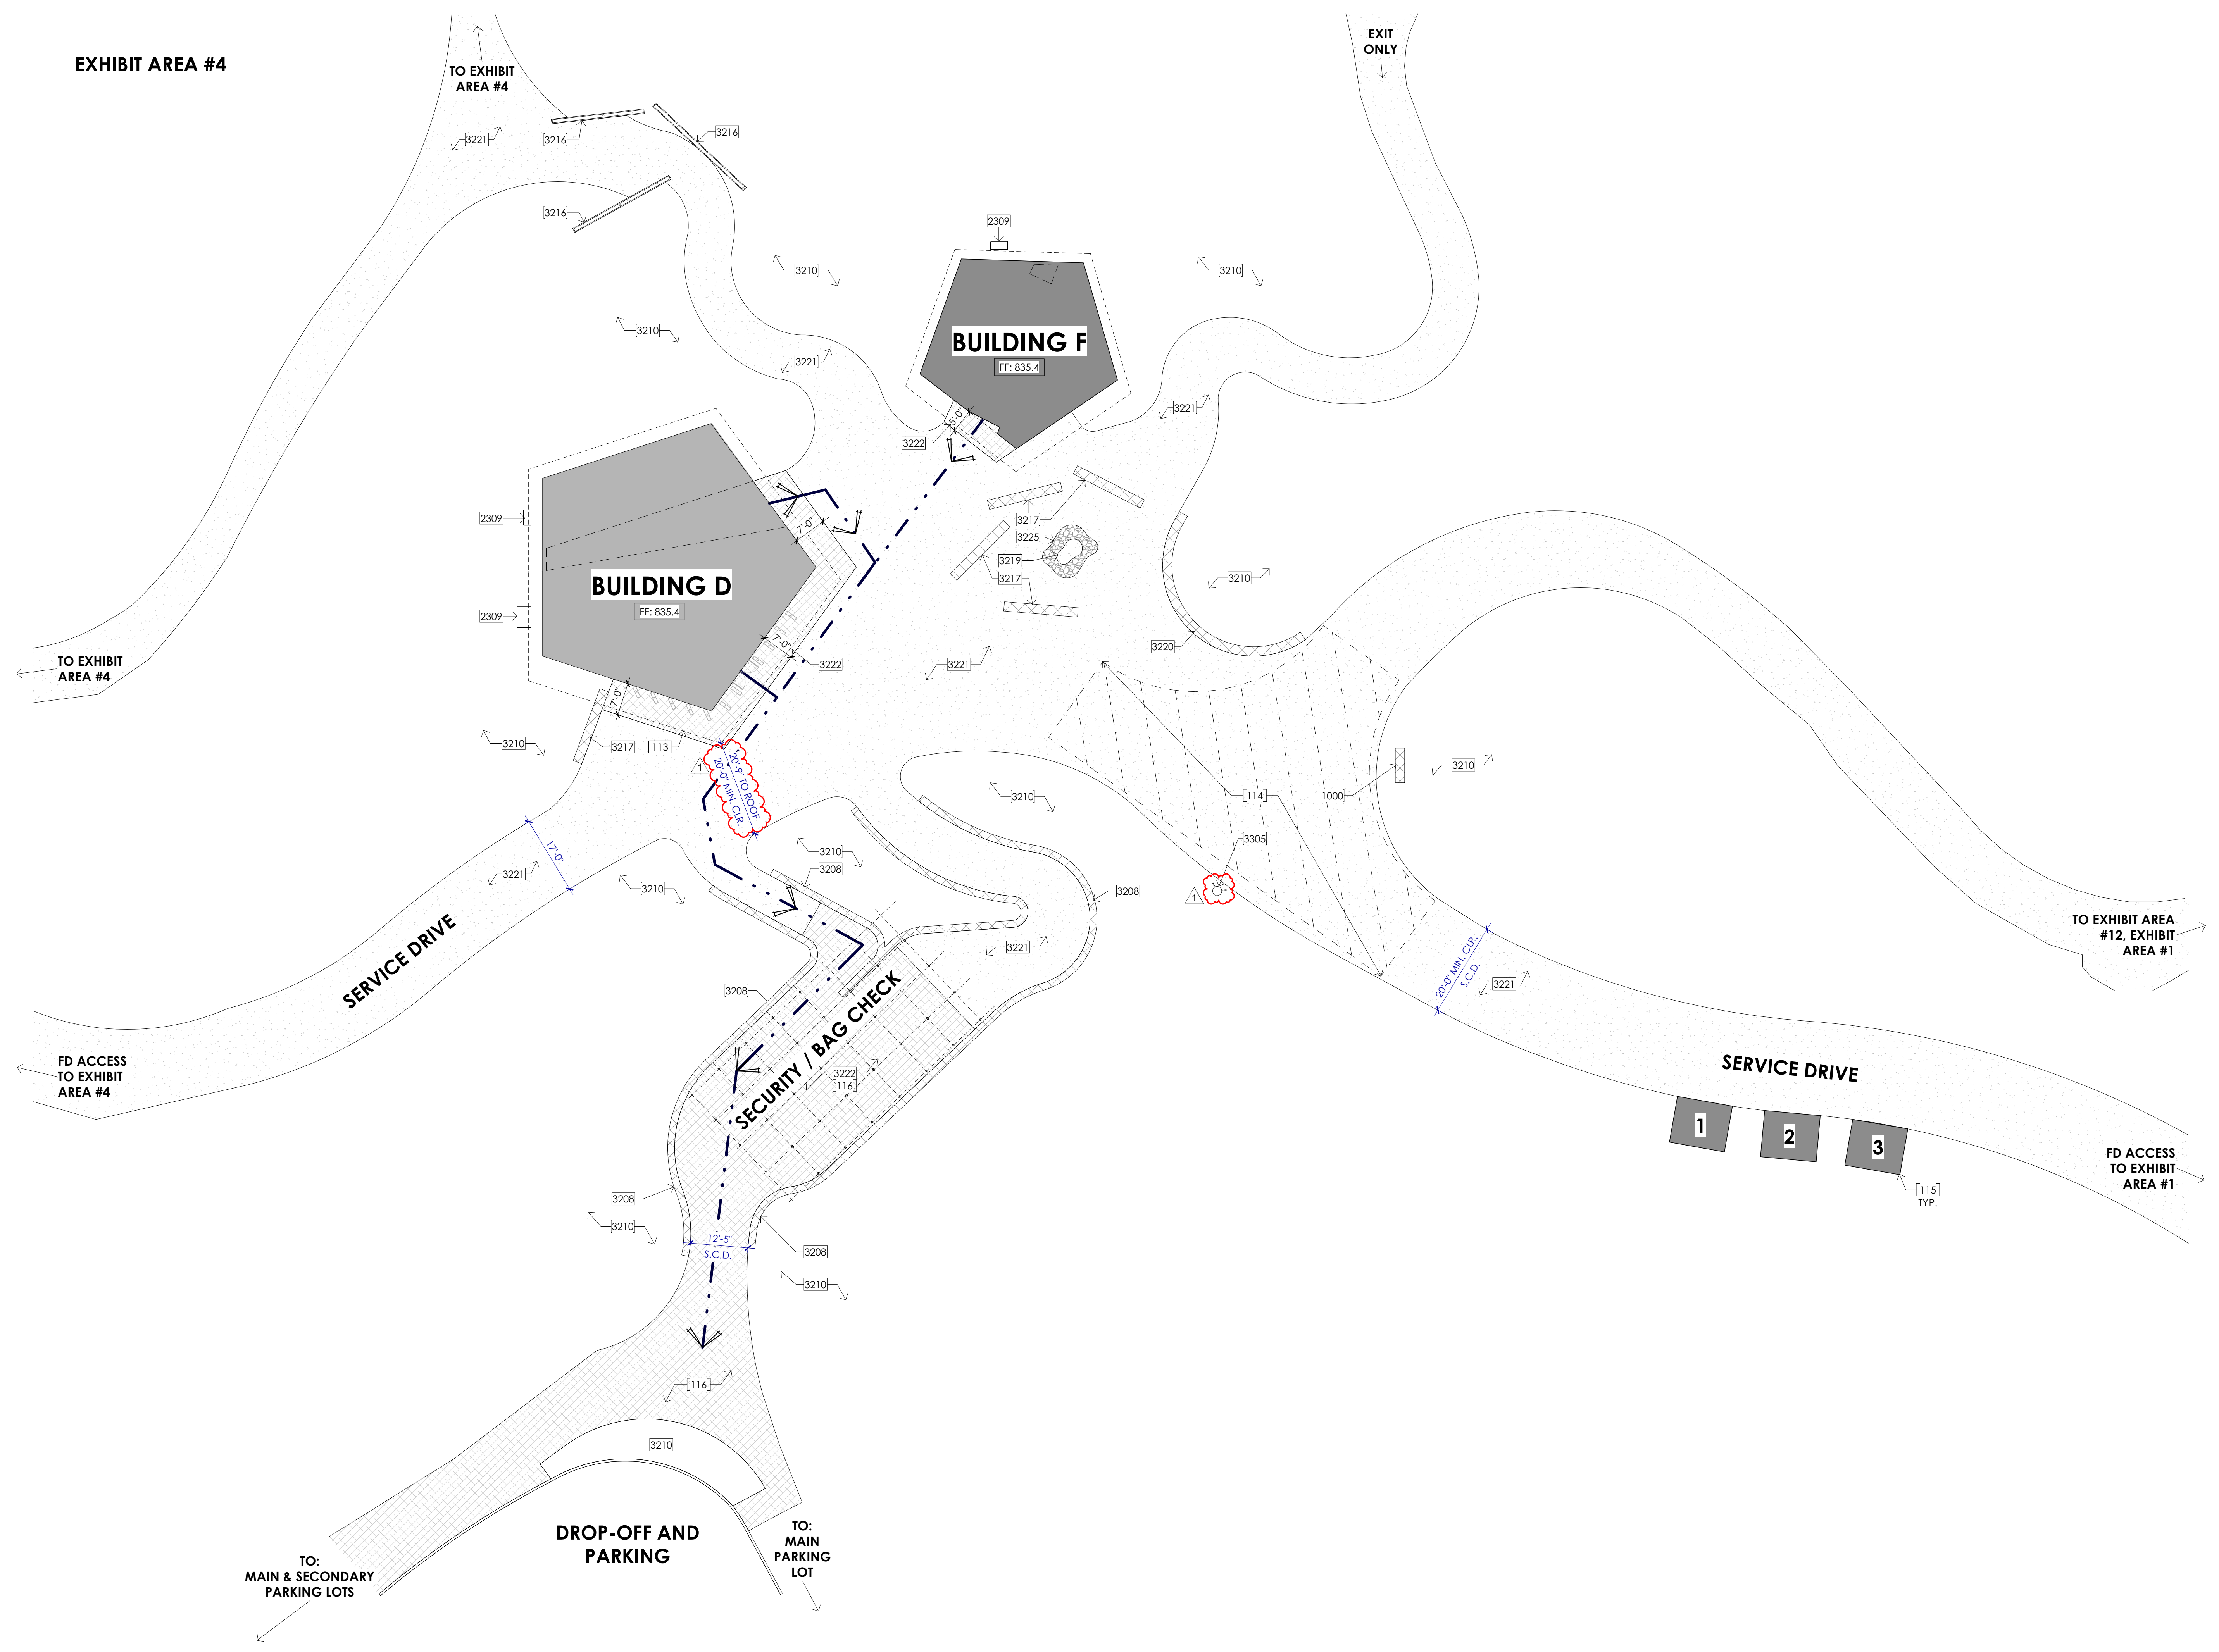 EXHIBIT AREA #4
TO EXHIBIT
AREA #4
EXIT
ONLY
3221
3216
3216
3216
2309
3210
3210
3210
BUILDING F
FF: 835.4
3221
3221
5'-0"
3222
2309
7'-0"
3217
3225
3219
3217
3210
BUILDING D
FF: 835.4
2309
7'-0"
3222
3221
3220
TO EXHIBIT
AREA #4
7'-0"
3210
3217
113
1
20'-9" TO ROOF
20'-0" MIN. CLR.
3210
114
1000
3210
3305
1
17'-0"
3221
3210
3210
3208
3208
3221
SERVICE DRIVE
3208
SECURITY / BAG CHECK
3222
116
20'-0" MIN. CLR.
S.C.D.
3221
TO EXHIBIT AREA
#12, EXHIBIT
AREA #1
FD ACCESS
TO EXHIBIT
AREA #4
SERVICE DRIVE
1
2
3
115
TYP.
FD ACCESS
TO EXHIBIT
AREA #1
3208
3210
12'-5"
S.C.D.
3208
3210
116
3210
DROP-OFF AND
PARKING
TO:
MAIN
PARKING
LOT
TO:
MAIN & SECONDARY
PARKING LOTS